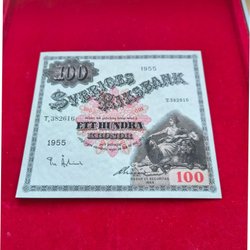 100
SVERIGES
RIKSBANK
1955
T.382616
ETT HUNDRA
KRONOR
T.382616
1955
100